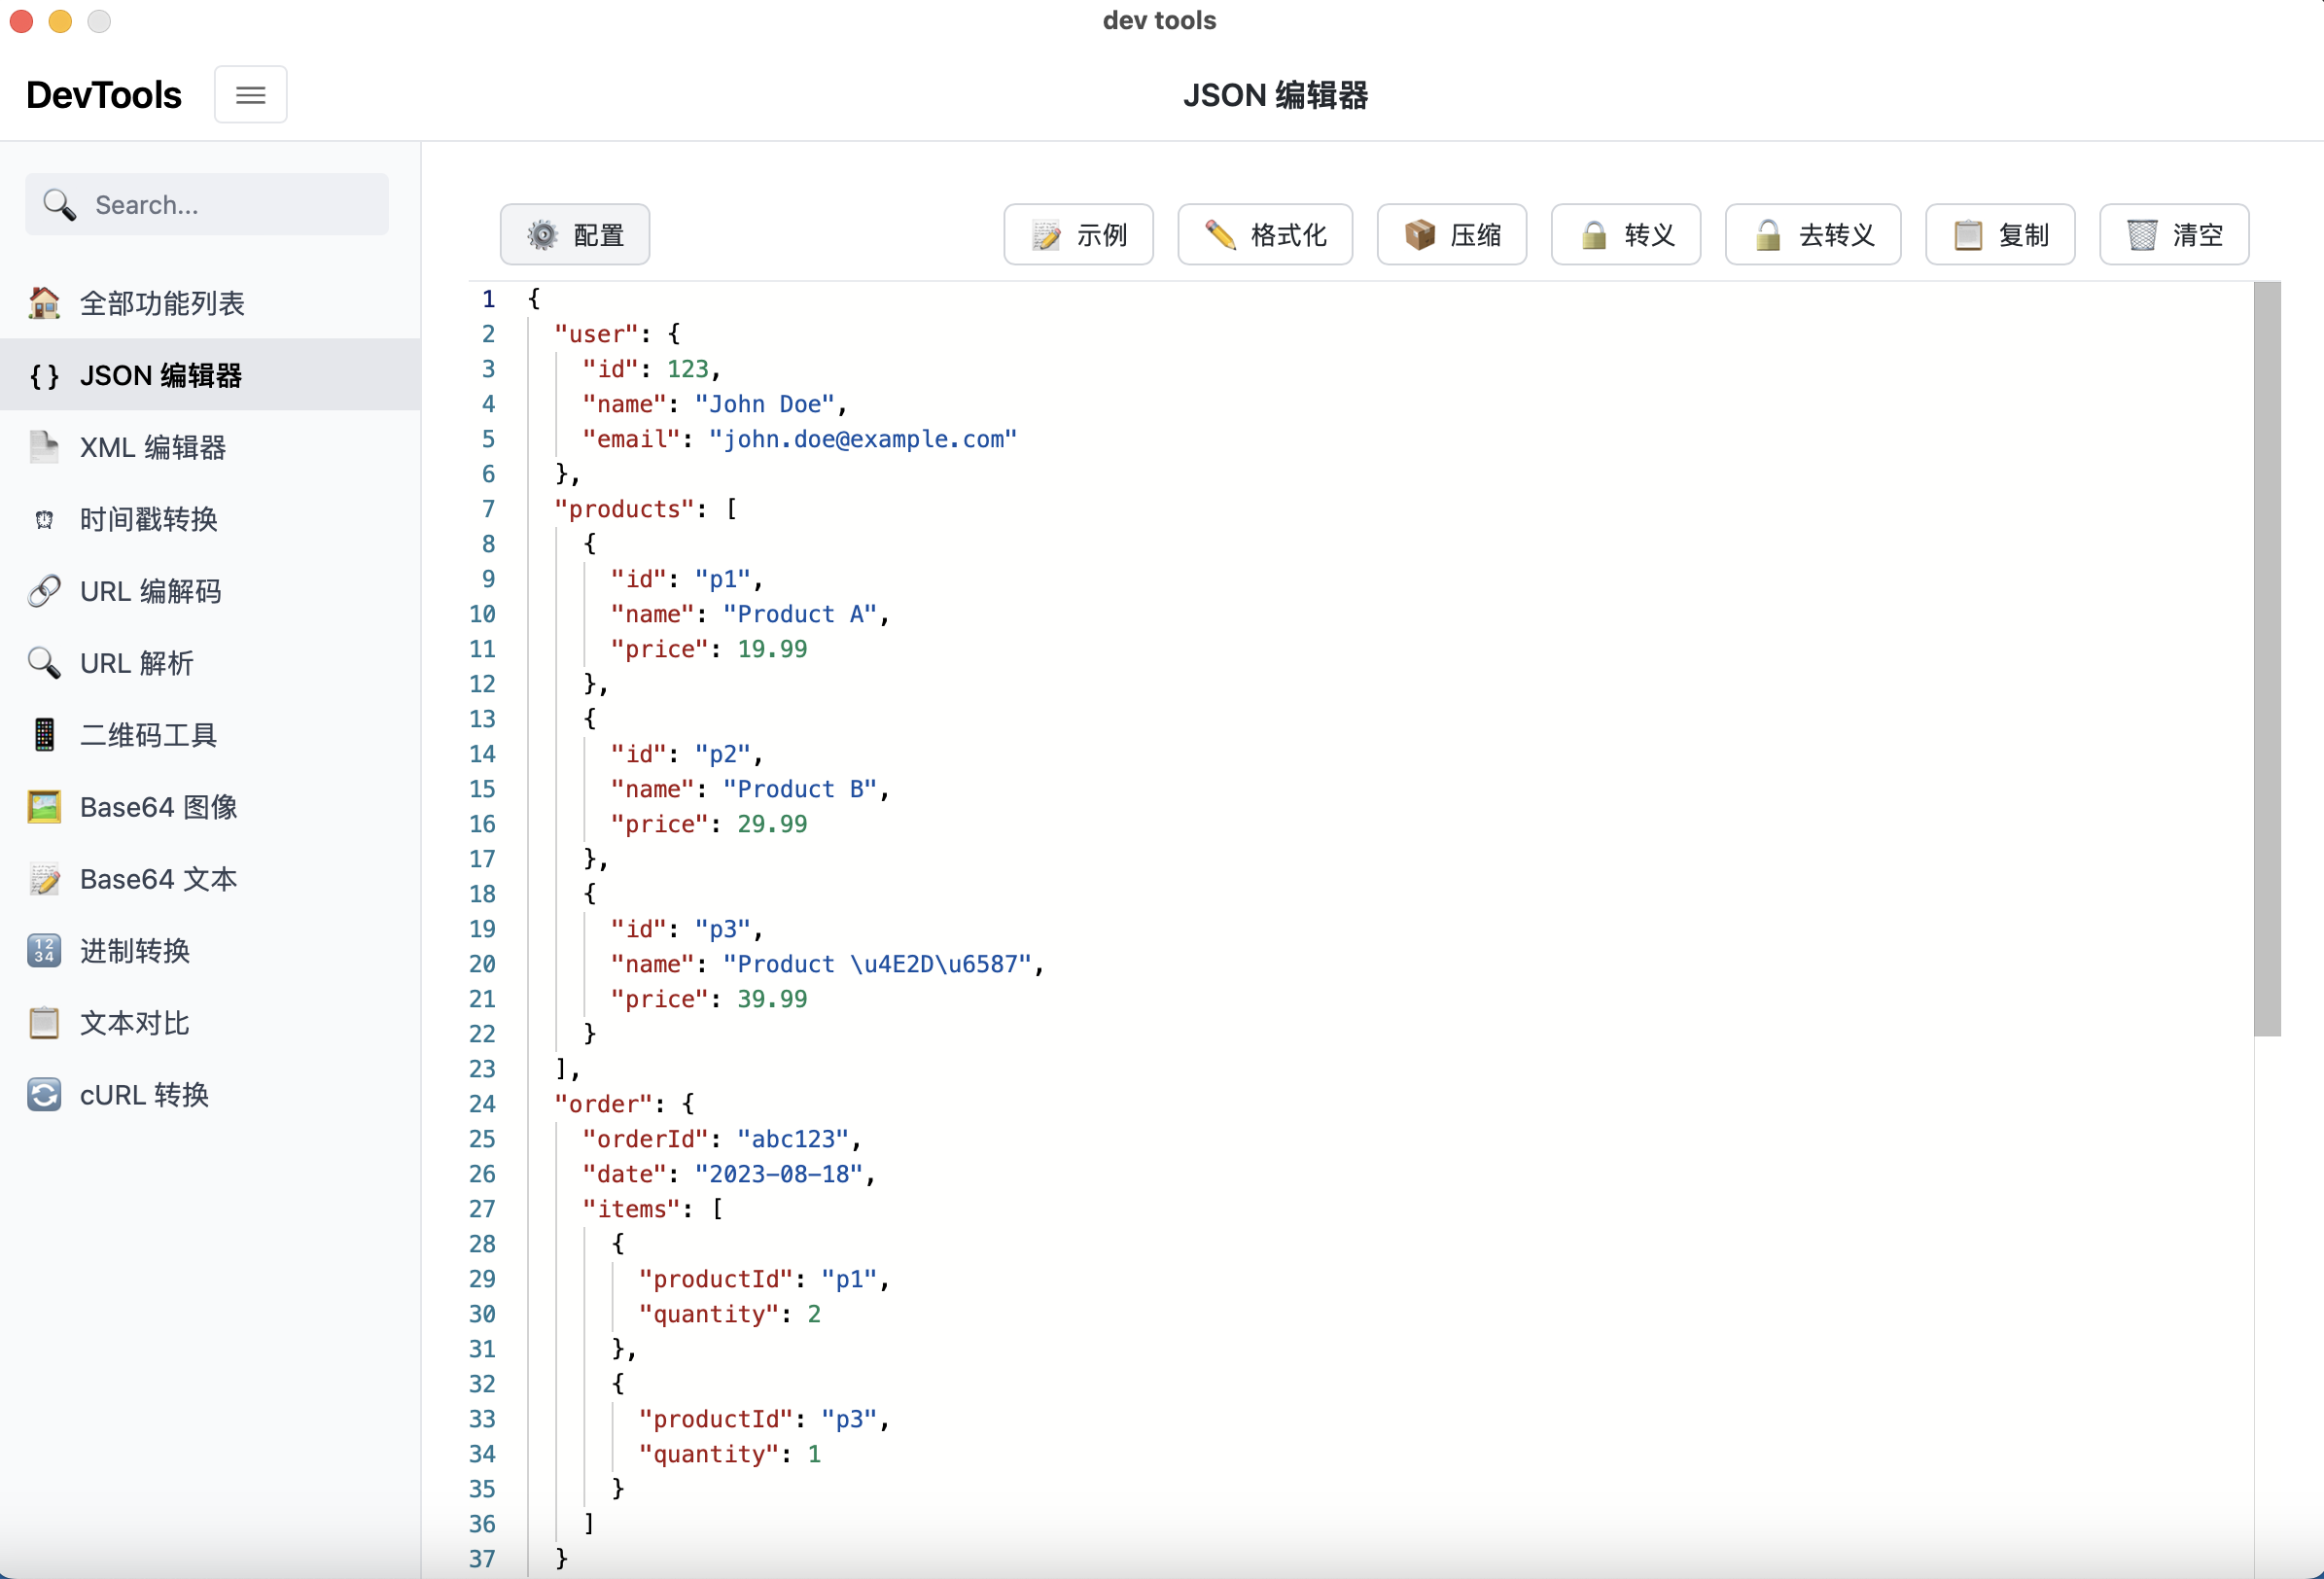 dev tools
DevTools
JSON 编辑器
Search...
全部功能列表
{} JSON 编辑器
XML 编辑器
时间戳转换
URL 编解码
URL 解析
二维码工具
Base64 图像
Base64 文本
进制转换
文本对比
cURL 转换
配置 示例 格式化 压缩 转义 去转义 复制 清空
1 {
2 "user": {
3 "id": 123,
4 "name": "John Doe",
5 "email": "john.doe@example.com"
6 },
7 "products": [
8 {
9 "id": "p1",
10 "name": "Product A",
11 "price": 19.99
12 },
13 {
14 "id": "p2",
15 "name": "Product B",
16 "price": 29.99
17 },
18 {
19 "id": "p3",
20 "name": "Product \u4E2D\u6587",
21 "price": 39.99
22 }
23 ],
24 "order": {
25 "orderId": "abc123",
26 "date": "2023-08-18",
27 "items": [
28 {
29 "productId": "p1",
30 "quantity": 2
31 },
32 {
33 "productId": "p3",
34 "quantity": 1
35 }
36 ]
37 }